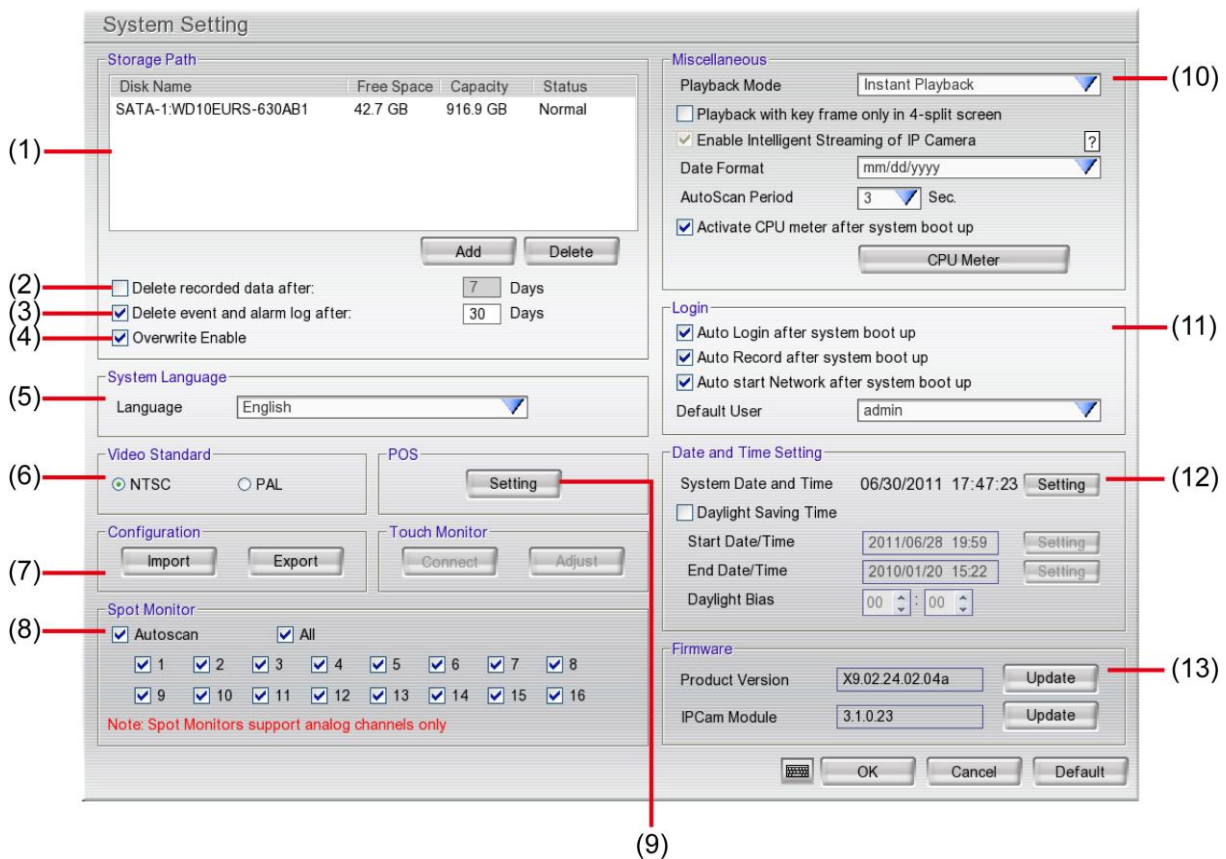 System Setting
Storage Path
Disk Name Free Space Capacity Status
SATA-1:WD10EURS-630AB1 42.7 GB 916.9 GB Normal
(1)
Add Delete
(2) Delete recorded data after: 7 Days
(3) Delete event and alarm log after: 30 Days
(4) Overwrite Enable
System Language
(5) Language English
Video Standard
(6) NTSC PAL
POS
Setting
Configuration
(7) Import Export
Touch Monitor
Connect Adjust
Spot Monitor
(8) Autoscan All
1 2 3 4 5 6 7 8
9 10 11 12 13 14 15 16
Note: Spot Monitors support analog channels only
(9)
Miscellaneous
Playback Mode Instant Playback (10)
Playback with key frame only in 4-split screen
Enable Intelligent Streaming of IP Camera ?
Date Format mm/dd/yyyy
AutoScan Period 3 Sec.
Activate CPU meter after system boot up
CPU Meter
Login
Auto Login after system boot up (11)
Auto Record after system boot up
Auto start Network after system boot up
Default User admin
Date and Time Setting
System Date and Time 06/30/2011 17:47:23 Setting (12)
Daylight Saving Time
Start Date/Time 2011/06/28 19:59 Setting
End Date/Time 2010/01/20 15:22 Setting
Daylight Bias 00 : 00
Firmware
Product Version X9.02.24.02.04a Update (13)
IPCam Module 3.1.0.23 Update
OK Cancel Default